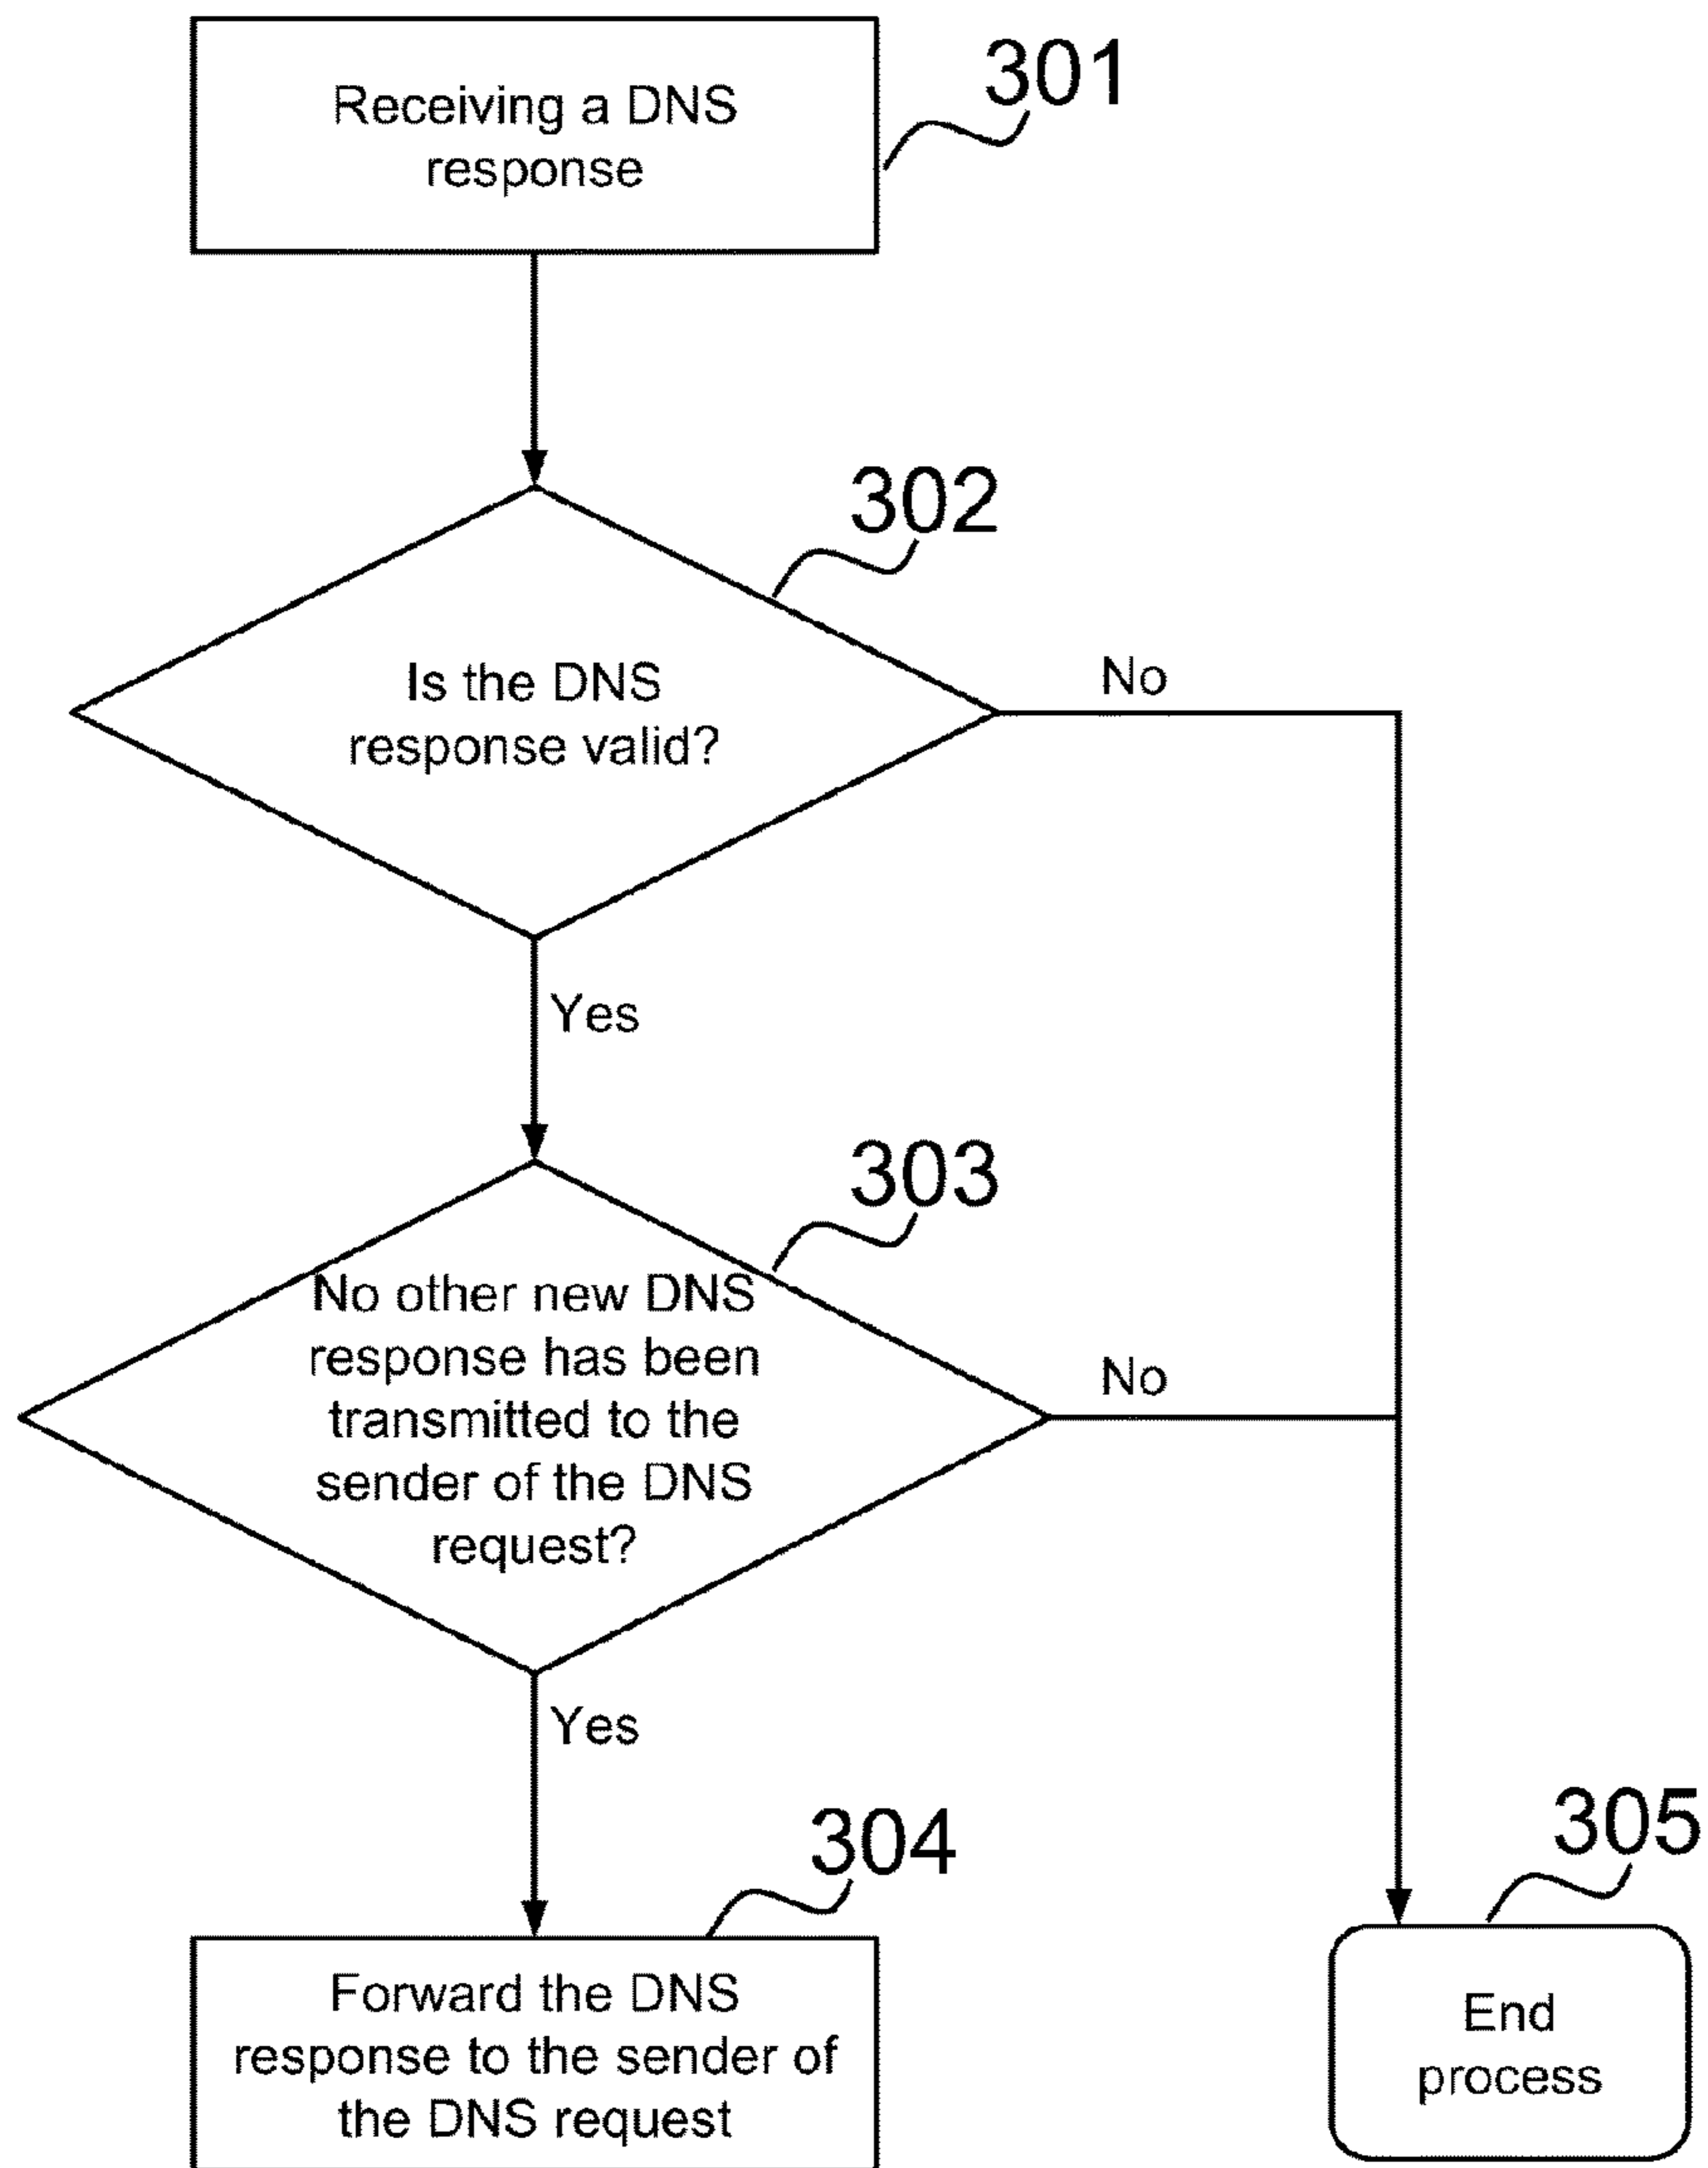 Receiving a DNS
response
301
302
Is the DNS
response valid?
No
Yes
303
No other new DNS
response has been
transmitted to the
sender of the DNS
request?
No
Yes
304
Forward the DNS
response to the sender of
the DNS request
305
End
process